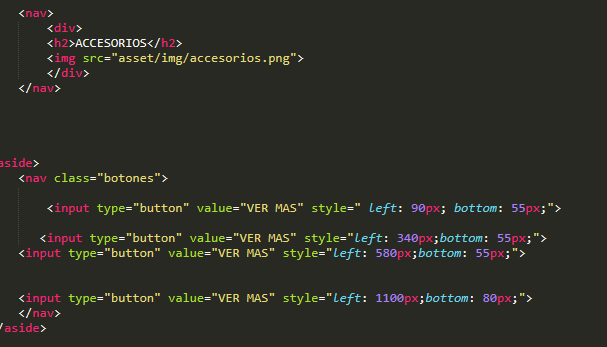 <nav>
<div>
<h2>ACCESORIOS</h2>
<img src="asset/img/accesorios.png">
</div>
</nav>
aside>
<nav class="botones">
<input type="button" value="VER MAS" style=" left: 90px; bottom: 55px;">
<input type="button" value="VER MAS" style="left: 340px;bottom: 55px;">
<input type="button" value="VER MAS" style="left: 580px;bottom: 55px;">
<input type="button" value="VER MAS" style="left: 1100px;bottom: 80px;">
</nav>
/aside>